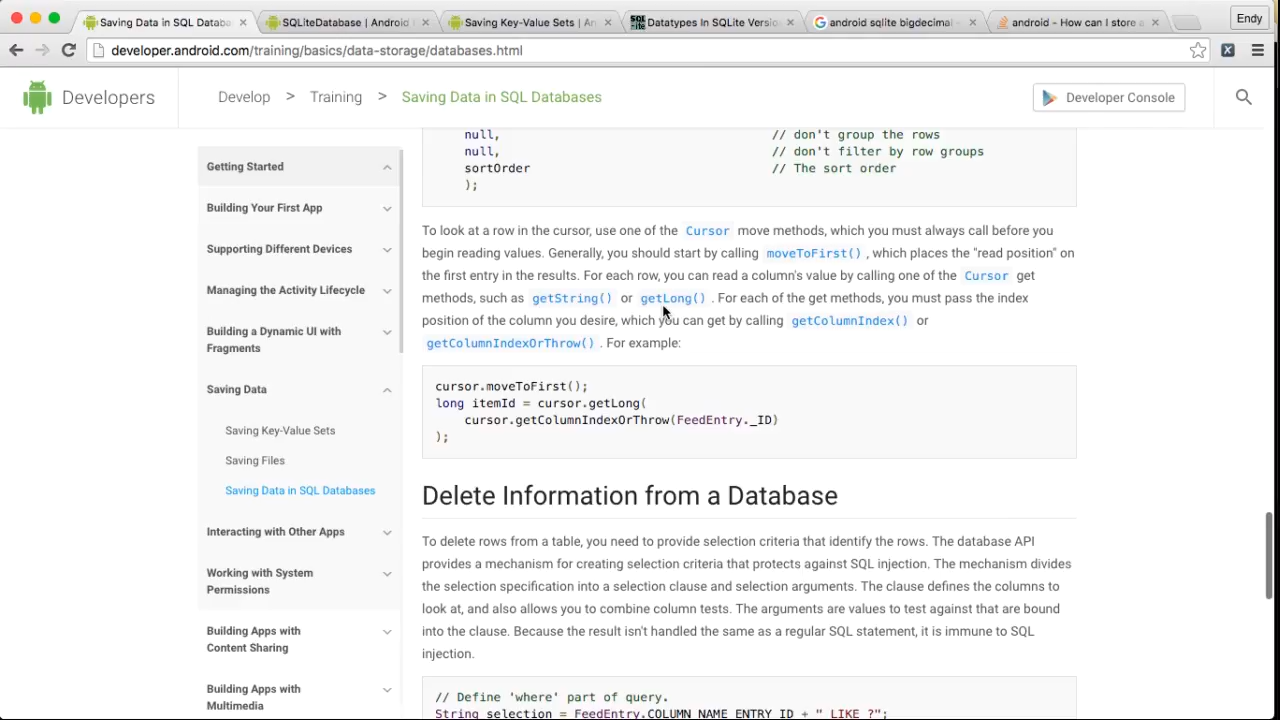 Saving Data in SQL Databa
SQLiteDatabase | Android
Saving Key-Value Sets | An
Datatypes In SQLite Versio
android sqlite bigdecimal -
android - How can I store a
Endy
developer.android.com/training/basics/data-storage/databases.html
Developers
Develop > Training > Saving Data in SQL Databases
Developer Console
Getting Started
Building Your First App
Supporting Different Devices
Managing the Activity Lifecycle
Building a Dynamic UI with
Fragments
Saving Data
Saving Key-Value Sets
Saving Files
Saving Data in SQL Databases
Interacting with Other Apps
Working with System
Permissions
Building Apps with
Content Sharing
Building Apps with
Multimedia
null, // don't group the rows
null, // don't filter by row groups
sortOrder // The sort order
);
To look at a row in the cursor, use one of the Cursor move methods, which you must always call before you
begin reading values. Generally, you should start by calling moveToFirst() , which places the "read position" on
the first entry in the results. For each row, you can read a column's value by calling one of the Cursor get
methods, such as getString() or getLong() . For each of the get methods, you must pass the index
position of the column you desire, which you can get by calling getColumnIndex() or
getColumnIndexOrThrow() . For example:
cursor.moveToFirst();
long itemId = cursor.getLong(
cursor.getColumnIndexOrThrow(FeedEntry._ID)
);
Delete Information from a Database
To delete rows from a table, you need to provide selection criteria that identify the rows. The database API
provides a mechanism for creating selection criteria that protects against SQL injection. The mechanism divides
the selection specification into a selection clause and selection arguments. The clause defines the columns to
look at, and also allows you to combine column tests. The arguments are values to test against that are bound
into the clause. Because the result isn't handled the same as a regular SQL statement, it is immune to SQL
injection.
// Define 'where' part of query.
String selection = FeedEntry.COLUMN_NAME_ENTRY_ID + " LIKE ?";